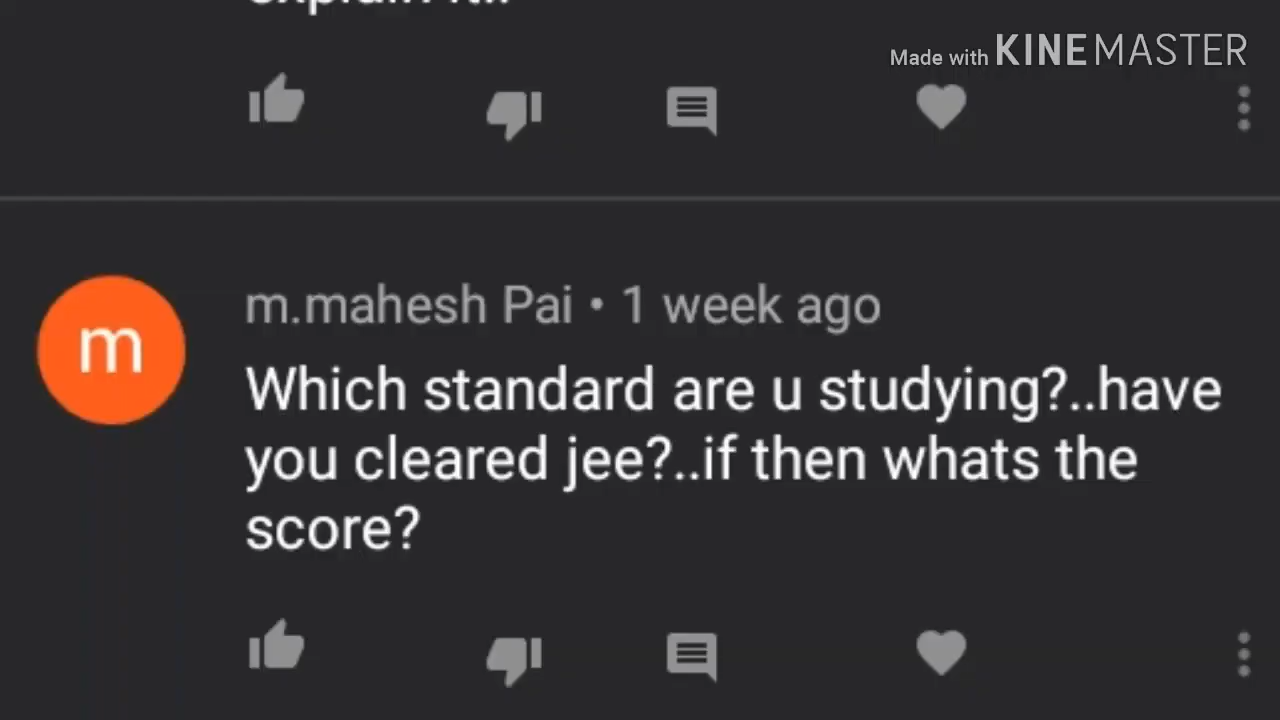 Made with KINEMASTER
m
m.mahesh Pai • 1 week ago
Which standard are u studying?..have
you cleared jee?..if then whats the
score?